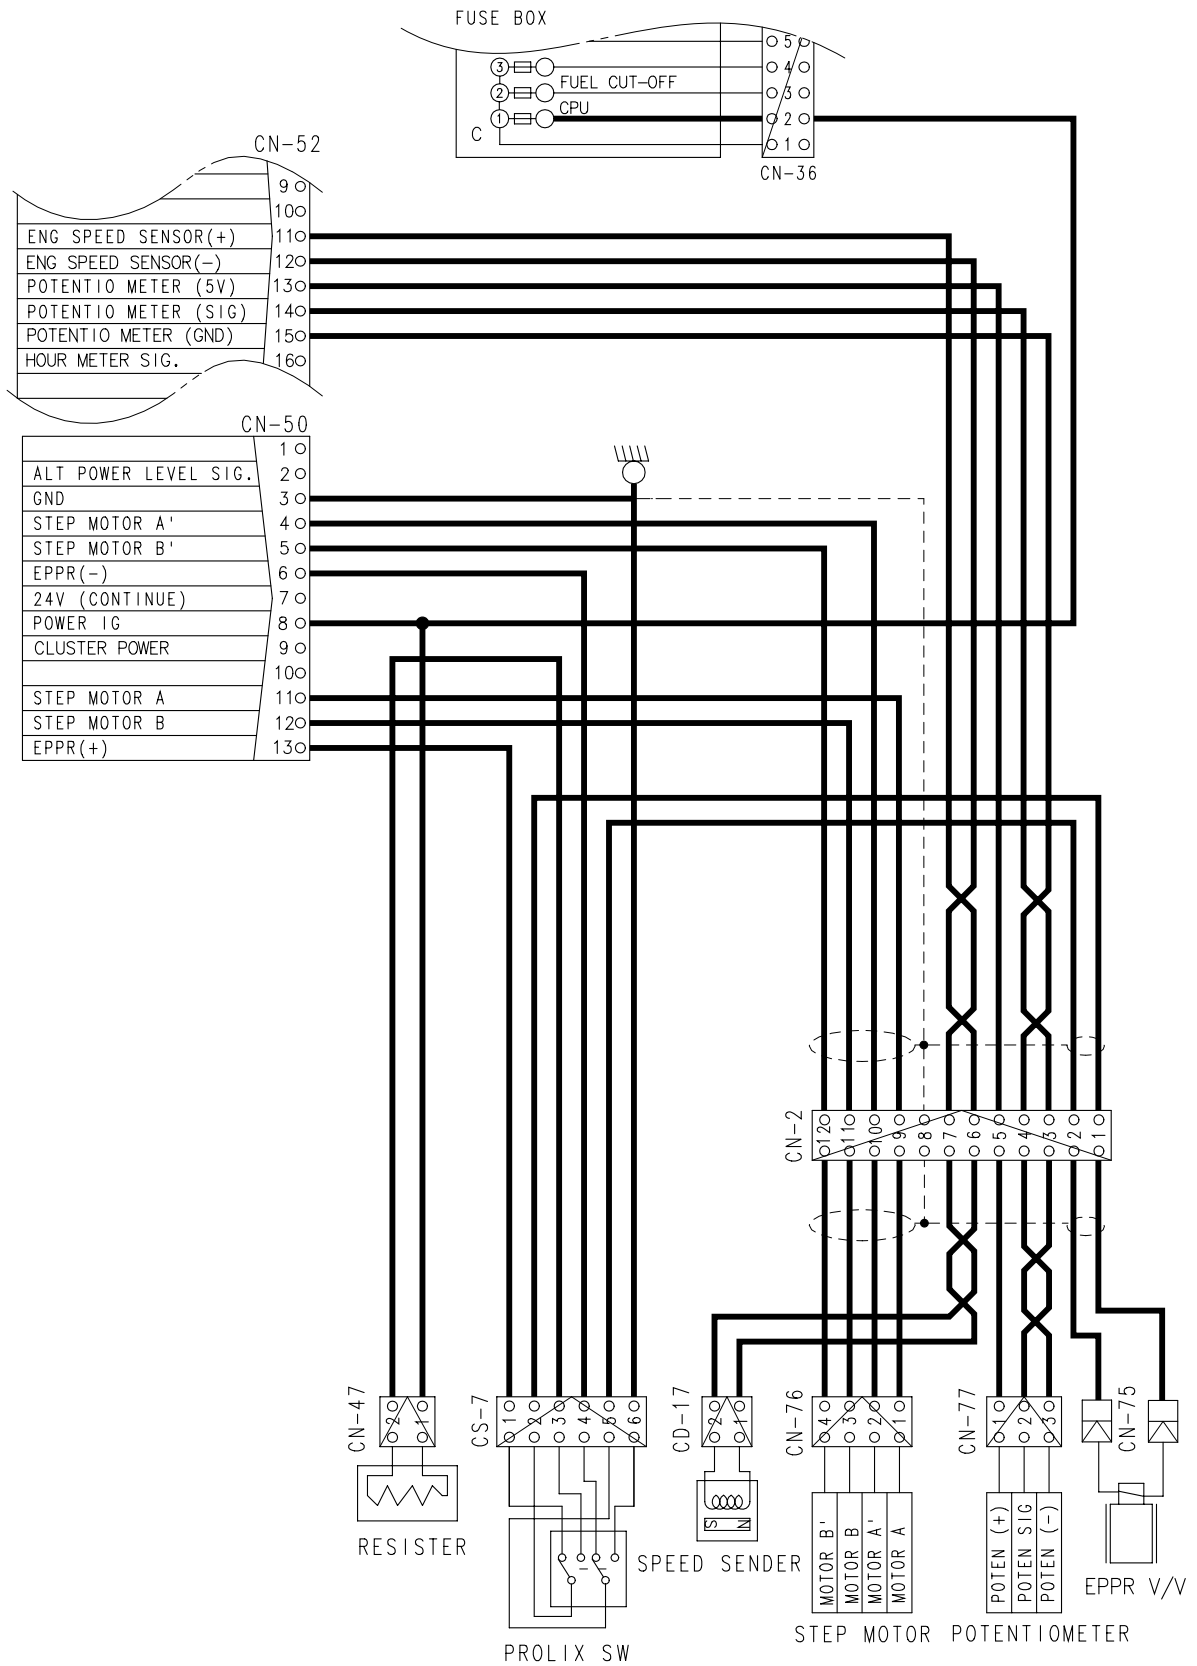 FUSE BOX
5
3
4
FUEL CUT-OFF
2
3
CPU
1
2
C
1
CN-36
CN-52
9
10
ENG SPEED SENSOR(+) 11
ENG SPEED SENSOR(-) 12
POTENTIO METER (5V) 13
POTENTIO METER (SIG) 14
POTENTIO METER (GND) 15
HOUR METER SIG. 16
CN-50
1
ALT POWER LEVEL SIG. 2
GND 3
STEP MOTOR A' 4
STEP MOTOR B' 5
EPPR(-) 6
24V (CONTINUE) 7
POWER IG 8
CLUSTER POWER 9
10
STEP MOTOR A 11
STEP MOTOR B 12
EPPR(+) 13
CN-2
12 11 10 9 8 7 6 5 4 3 2 1
CN-47
2 1
CS-7
1 2 3 4 5 6
CD-17
2 1
CN-76
4 3 2 1
CN-77
1 2 3
CN-75
RESISTER
S N
SPEED SENDER
PROLIX SW
MOTOR B'
MOTOR B
MOTOR A'
MOTOR A
STEP MOTOR
POTEN (+)
POTEN SIG
POTEN (-)
POTENTIOMETER
EPPR V/V